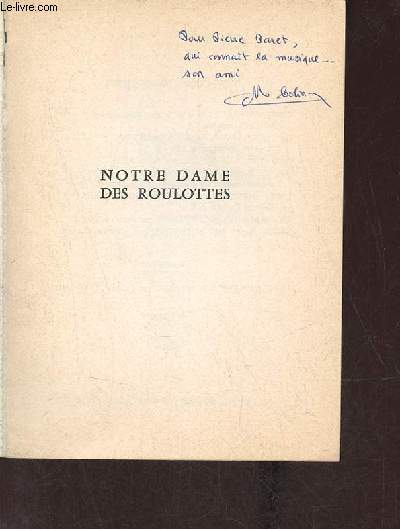 Le-livre.com
Pour Pierre Baret,
qui connaît la musique...
son ami
NOTRE DAME
DES ROULOTTES